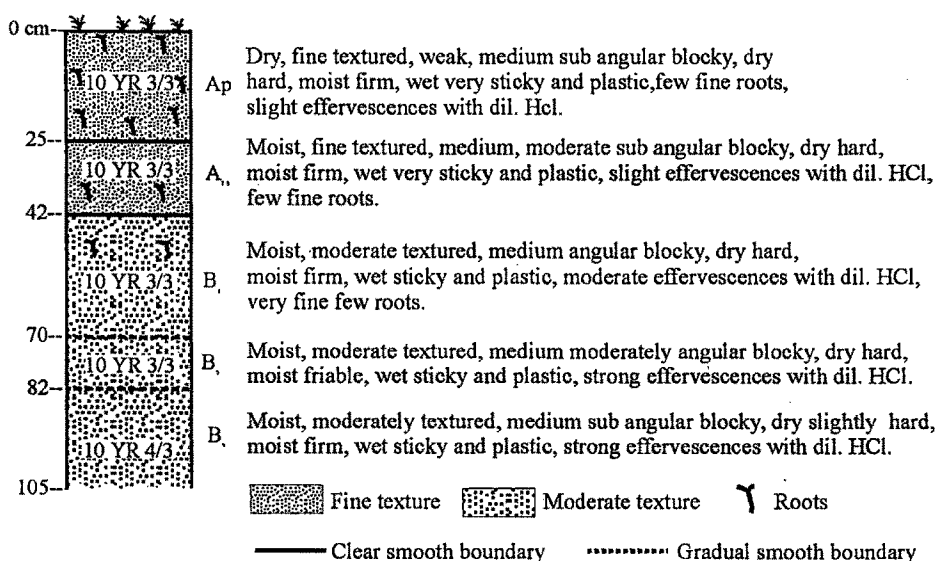 0 cm
10 YR 3/3
Ap
Dry, fine textured, weak, medium sub angular blocky, dry
hard, moist firm, wet very sticky and plastic,few fine roots,
slight effervescences with dil. Hcl.
25
10 YR 3/3
A
Moist, fine textured, medium, moderate sub angular blocky, dry hard,
moist firm, wet very sticky and plastic, slight effervescences with dil. HCl,
few fine roots.
42
10 YR 3/3
B
Moist, moderate textured, medium angular blocky, dry hard,
moist firm, wet sticky and plastic, moderate effervescences with dil. HCl,
very fine few roots.
70
10 YR 3/3
B
Moist, moderate textured, medium moderately angular blocky, dry hard,
moist friable, wet sticky and plastic, strong effervescences with dil. HCl.
82
10 YR 4/3
B
Moist, moderately textured, medium sub angular blocky, dry slightly hard,
moist firm, wet sticky and plastic, strong effervescences with dil. HCl.
105
Fine texture
Moderate texture
Roots
Clear smooth boundary
Gradual smooth boundary